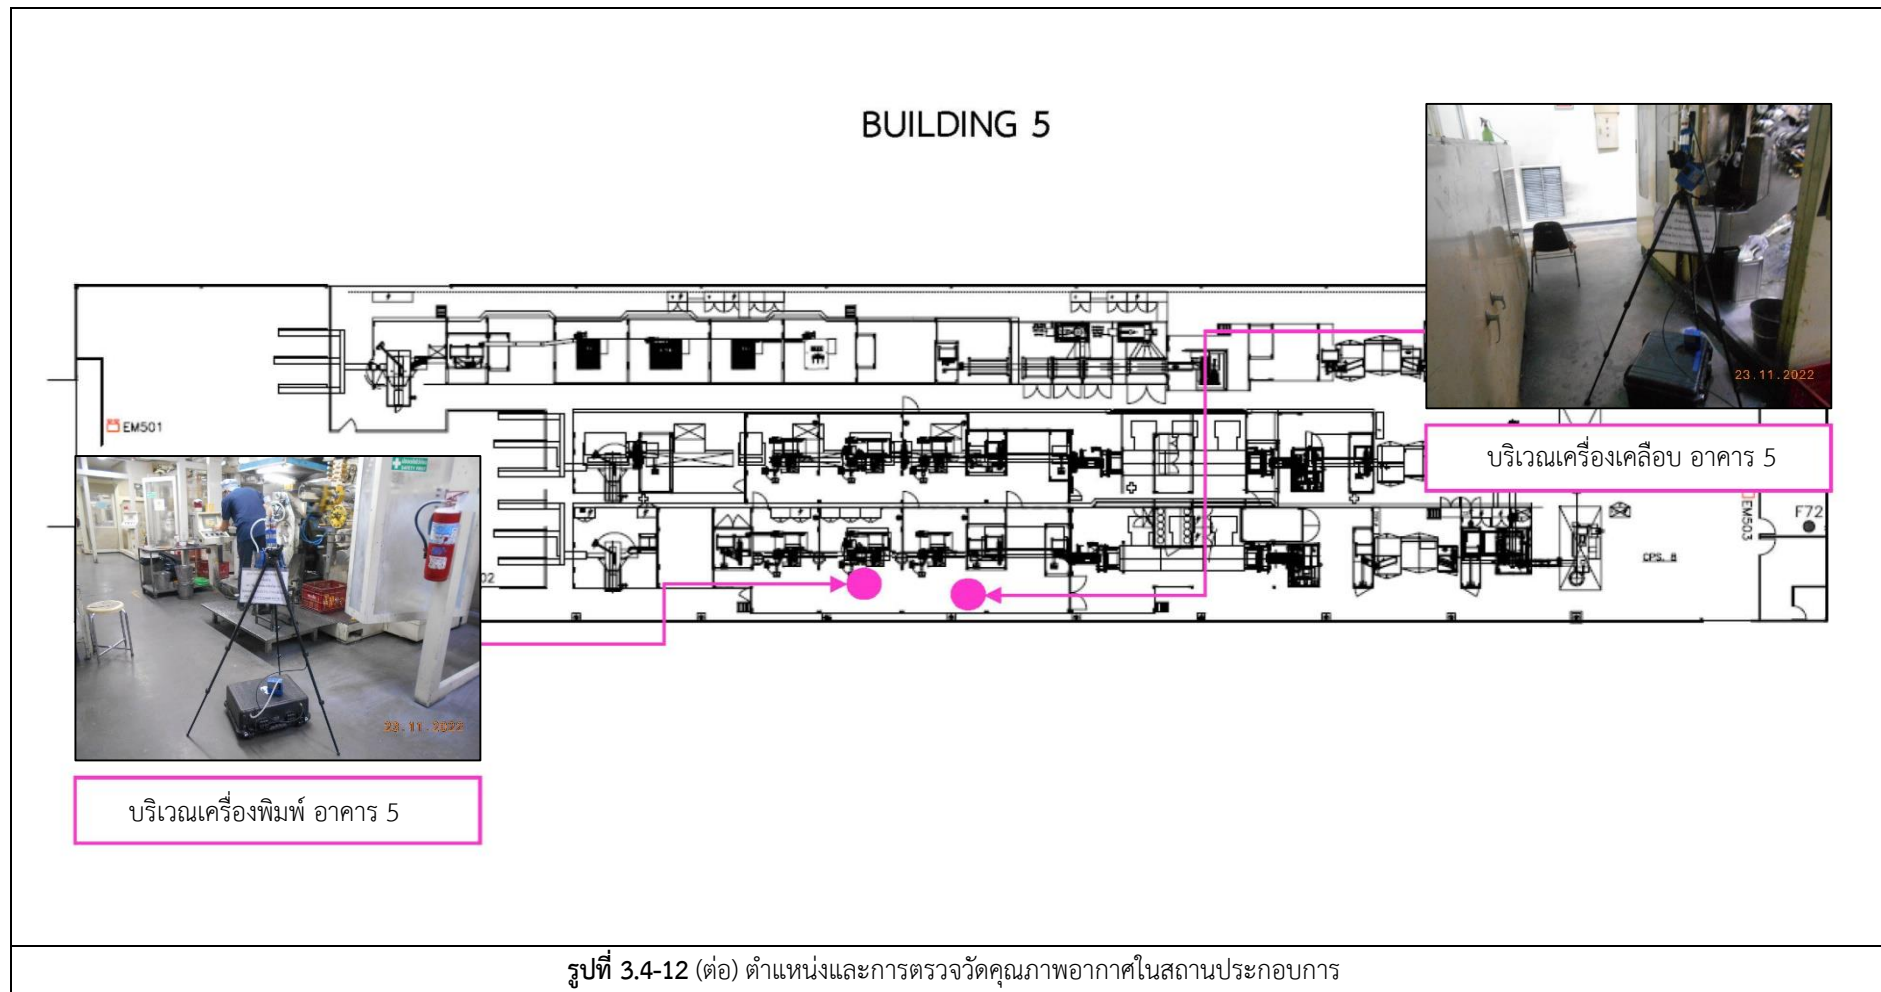 BUILDING 5
23.11.2022
EM501
บริเวณเครื่องเคลือบ อาคาร 5
EM503
F72
02
CPS. 8
23.11.2022
บริเวณเครื่องพิมพ์ อาคาร 5
รูปที่ 3.4-12 (ต่อ) ตำแหน่งและการตรวจวัดคุณภาพอากาศในสถานประกอบการ